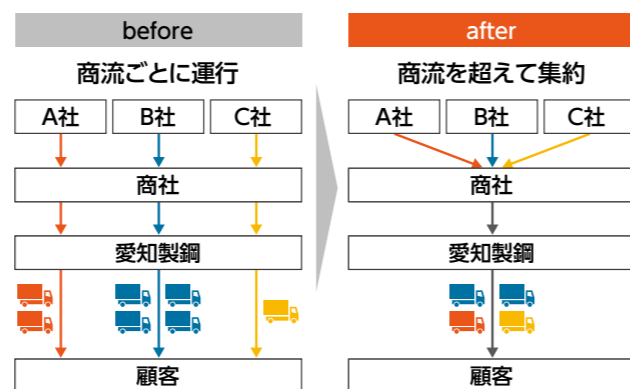 before
商流ごとに運行
A社 B社 C社
商社
愛知製鋼
顧客
after
商流を超えて集約
A社 B社 C社
商社
愛知製鋼
顧客